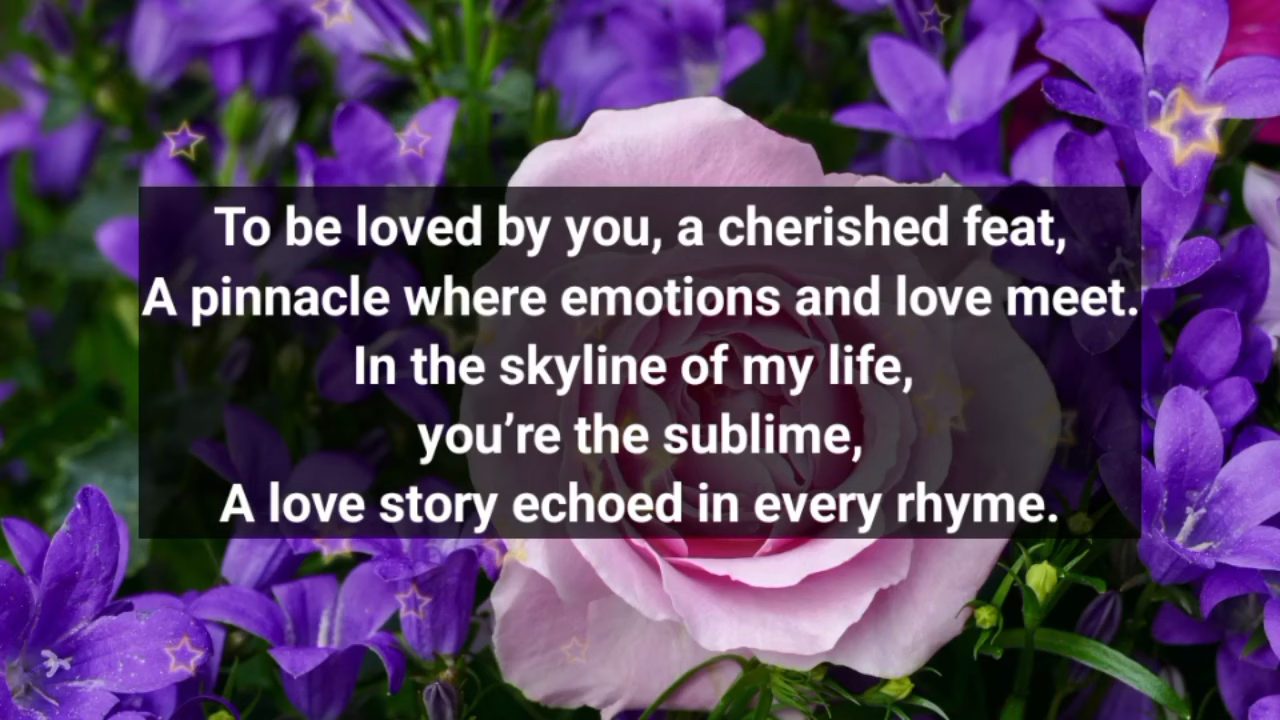 To be loved by you, a cherished feat,
A pinnacle where emotions and love meet.
In the skyline of my life,
you’re the sublime,
A love story echoed in every rhyme.